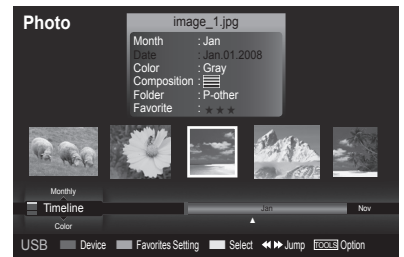 Photo
image_1.jpg
Month : Jan
Date : Jan.01.2008
Color : Gray
Composition :
Folder : P-other
Favorite : ★ ★ ★
Monthly
Timeline
Jan
Nov
Color
USB Device Favorites Setting Select Jump TOOLS Option